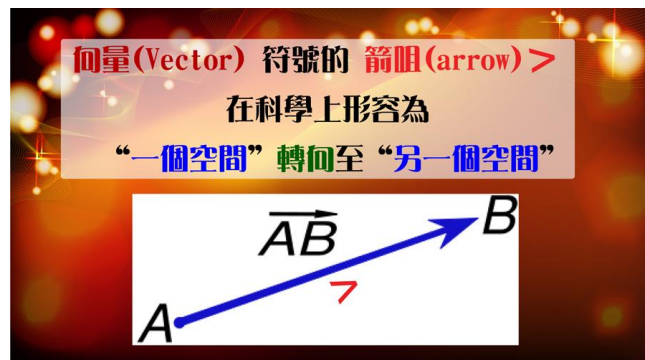 向量(Vector) 符號的 箭咀(arrow)>
在科學上形容為
“一個空間”轉向至“另一個空間”
AB
B
>
A